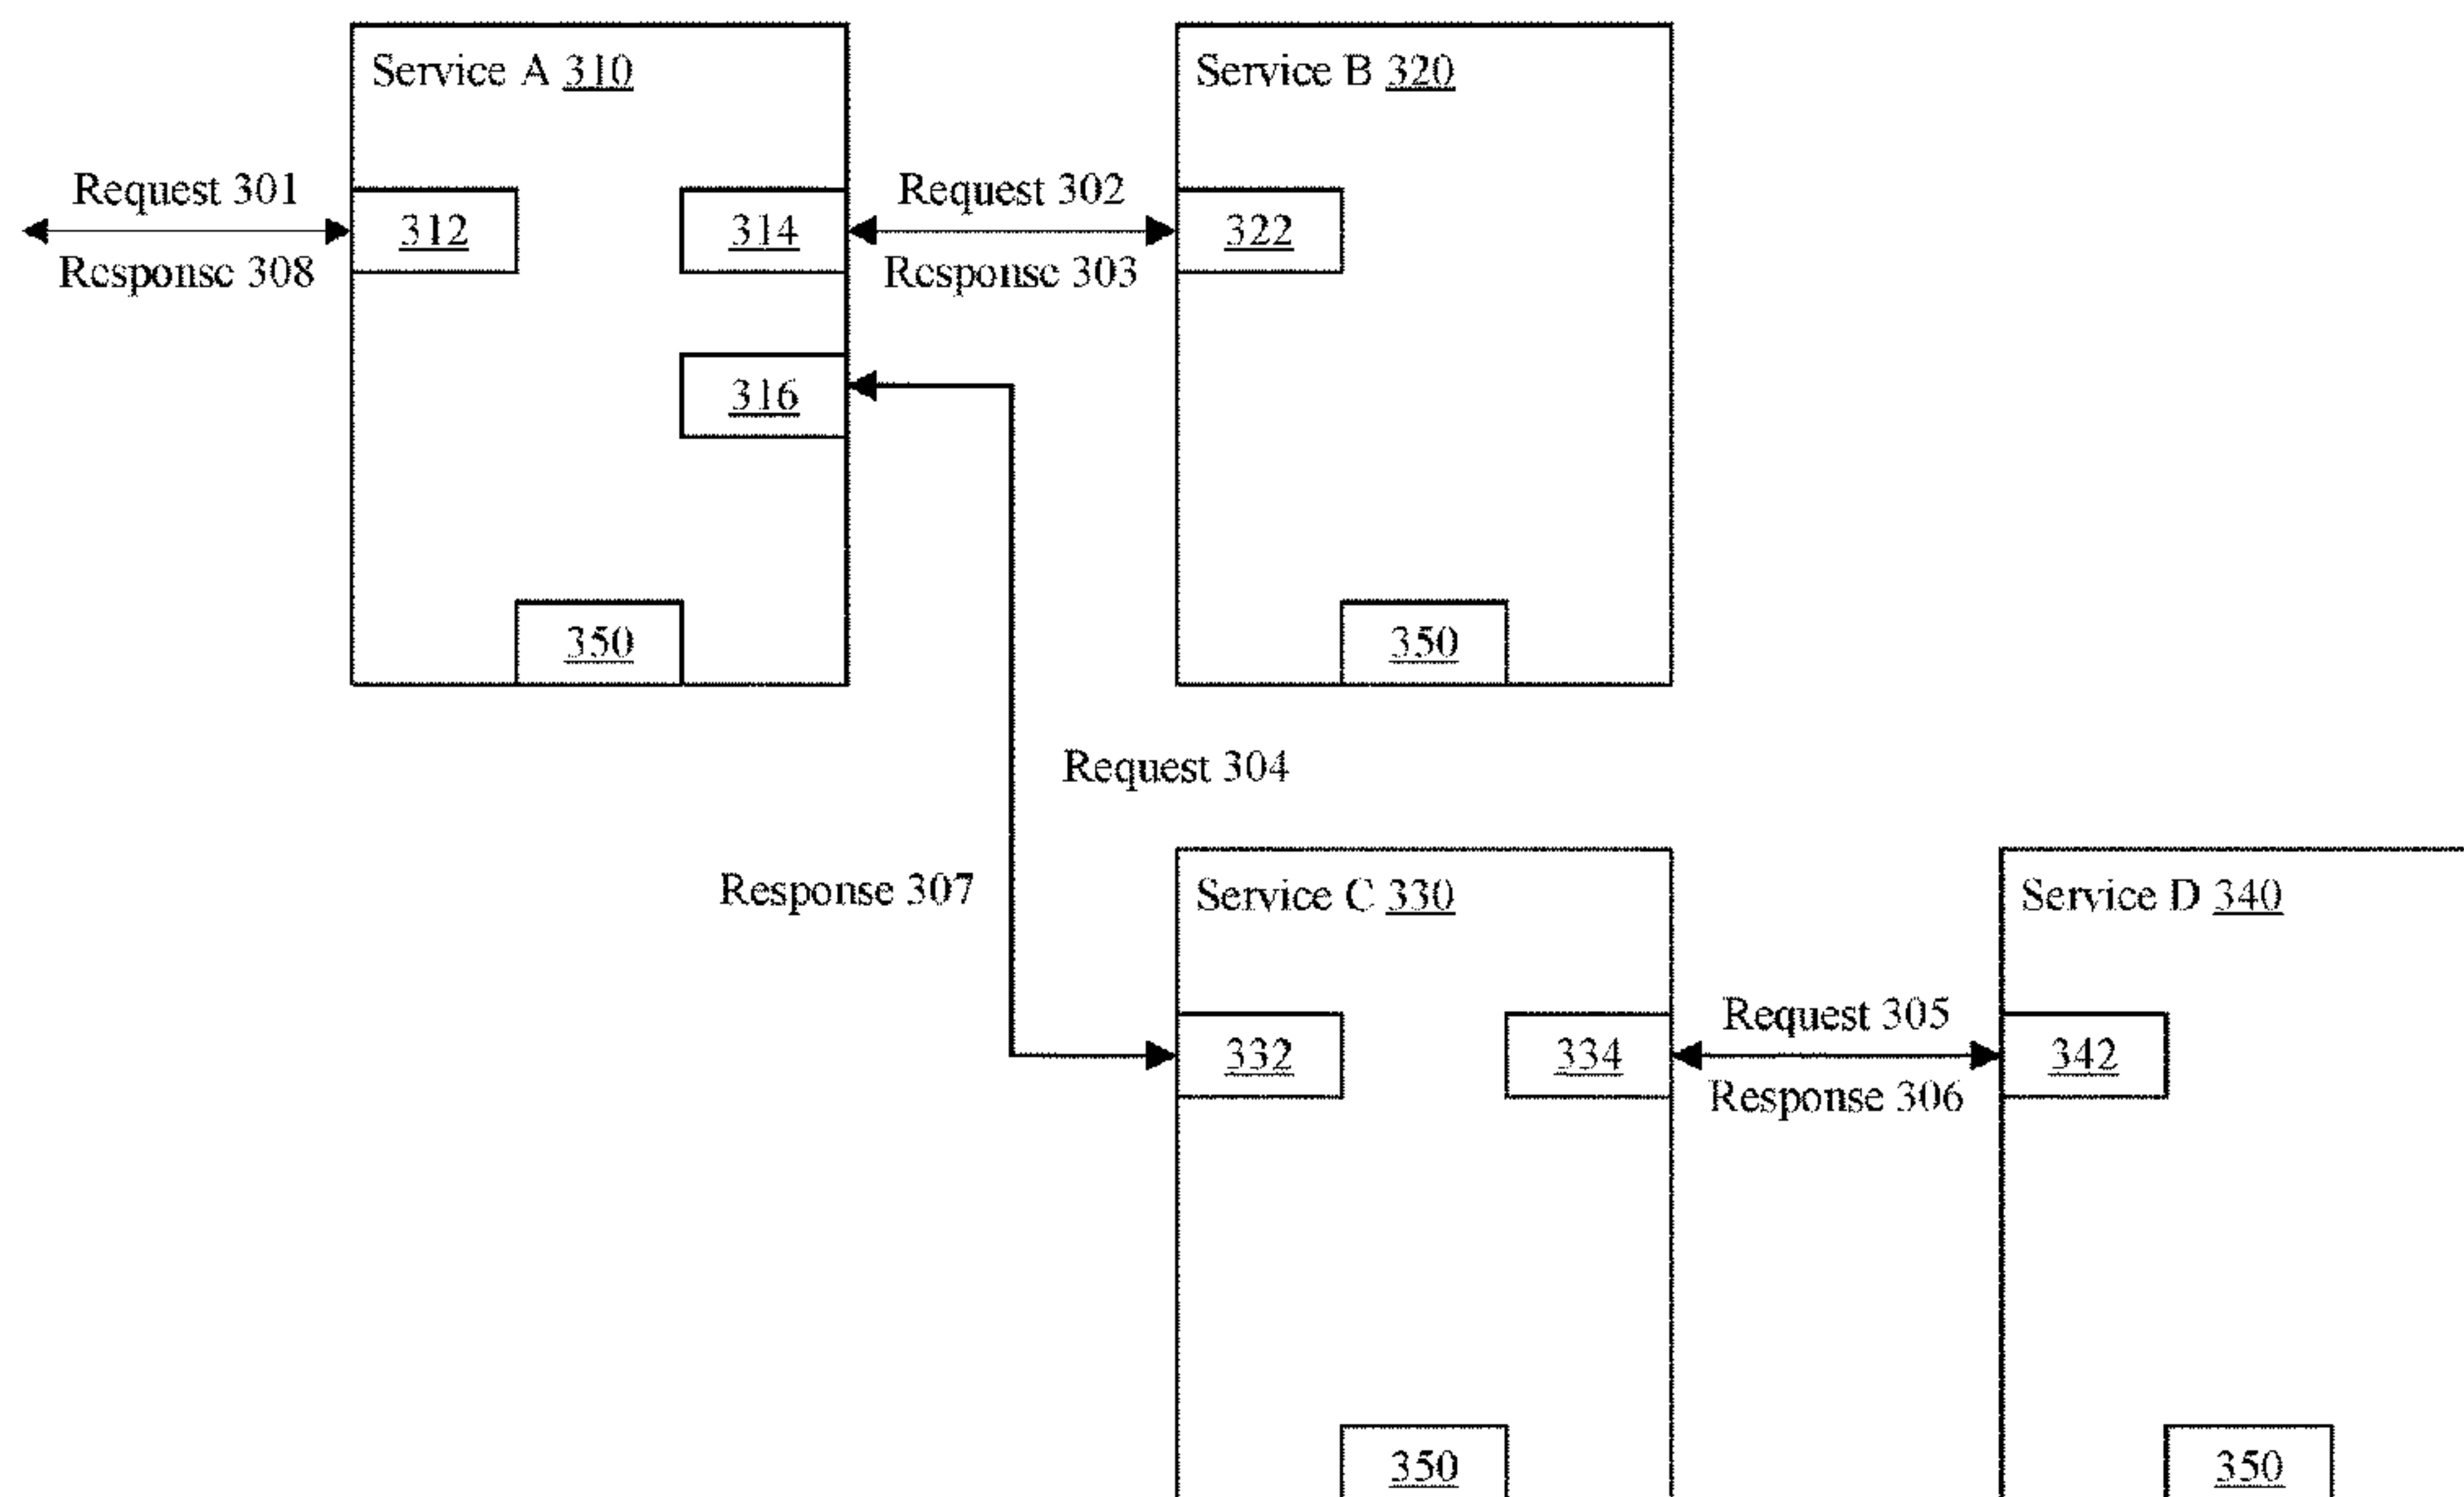 Service A 310
Service B 320
Request 301
Request 302
312
314
322
Response 308
Response 303
316
350
350
Request 304
Response 307
Service C 330
Service D 340
Request 305
332
334
342
Response 306
350
350